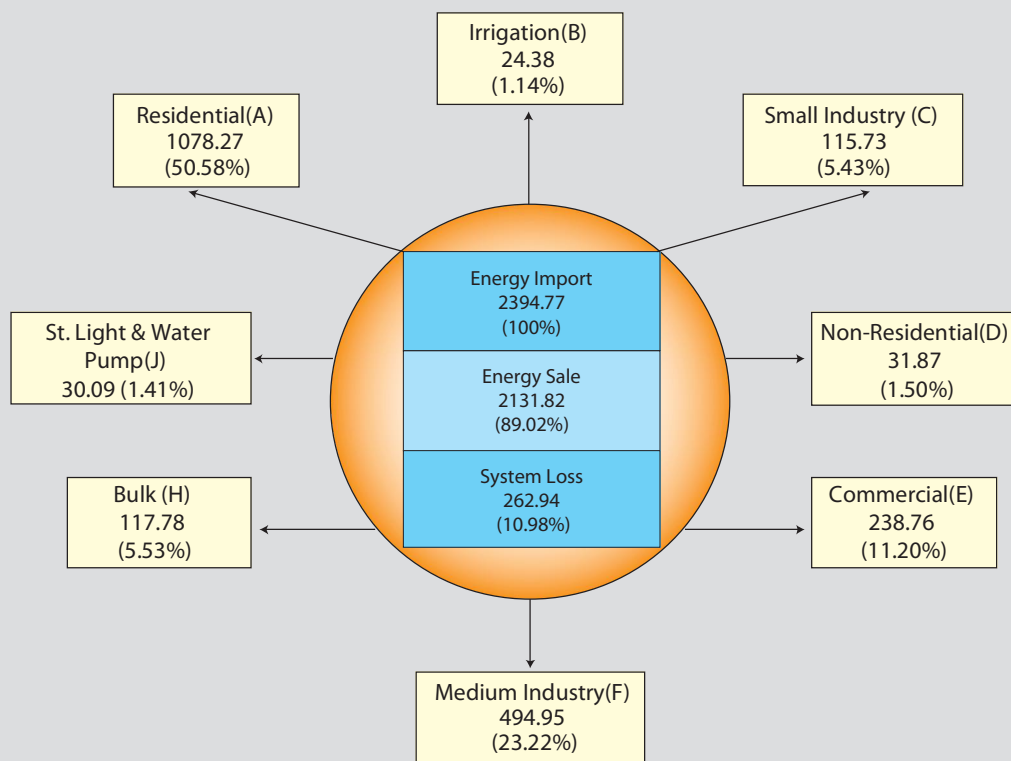 Irrigation(B)
24.38
(1.14%)
Residential(A)
1078.27
(50.58%)
Small Industry (C)
115.73
(5.43%)
Energy Import
2394.77
(100%)
St. Light & Water
Pump(J)
30.09 (1.41%)
Non-Residential(D)
31.87
(1.50%)
Energy Sale
2131.82
(89.02%)
System Loss
262.94
(10.98%)
Bulk (H)
117.78
(5.53%)
Commercial(E)
238.76
(11.20%)
Medium Industry(F)
494.95
(23.22%)